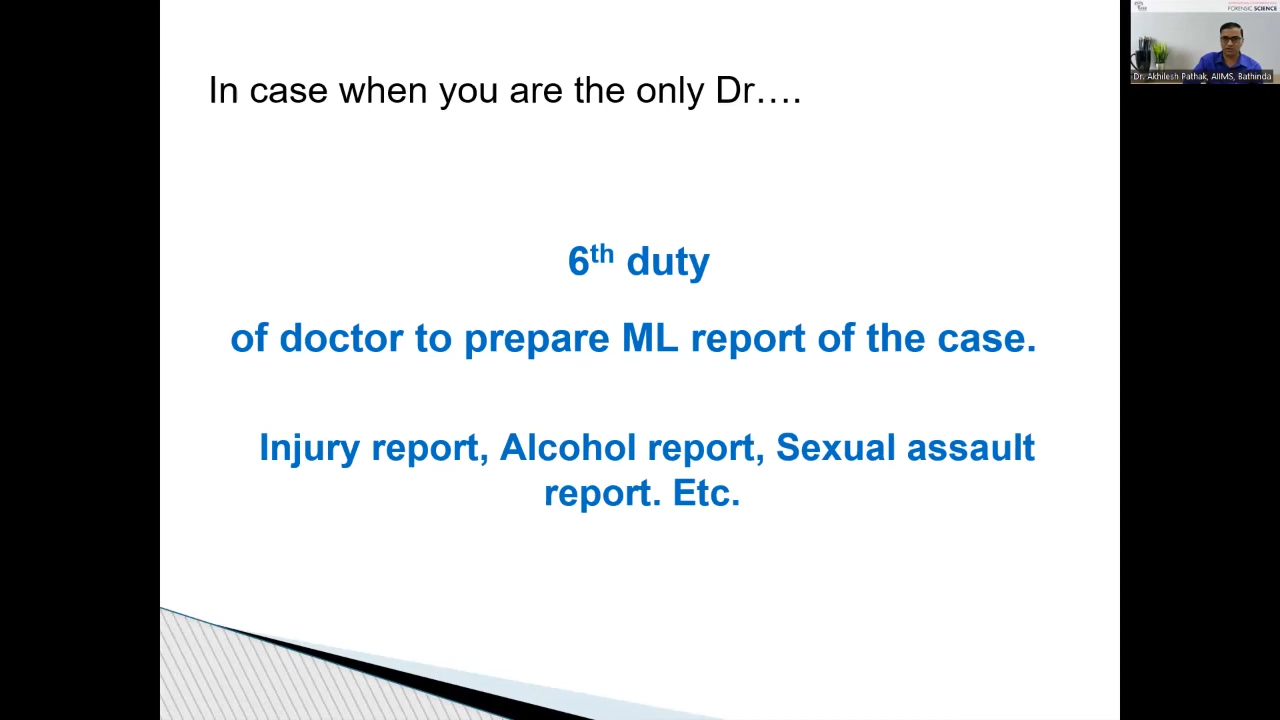 In case when you are the only Dr….
6th duty
of doctor to prepare ML report of the case.
Injury report, Alcohol report, Sexual assault
report. Etc.
FORENSIC SCIENCE
Dr. Akhilesh Pathak, AIIMS, Bathinda